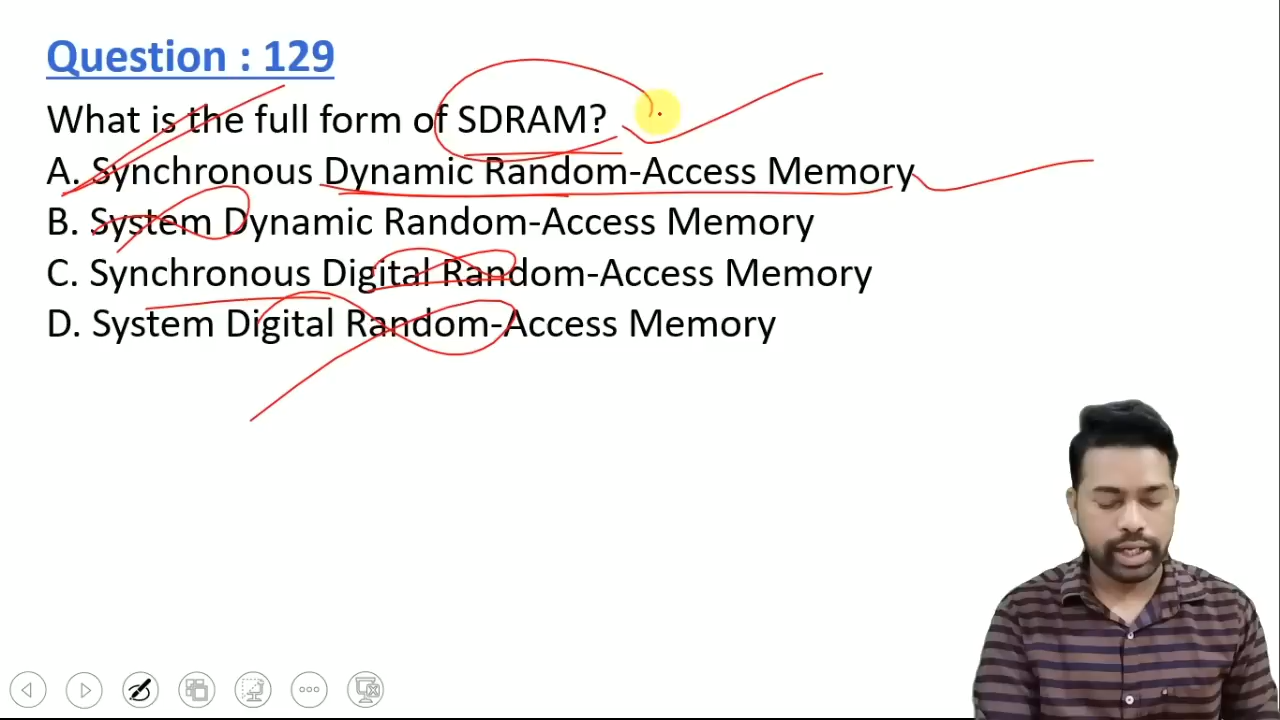 Question : 129
What is the full form of SDRAM?
A. Synchronous Dynamic Random-Access Memory
B. System Dynamic Random-Access Memory
C. Synchronous Digital Random-Access Memory
D. System Digital Random-Access Memory